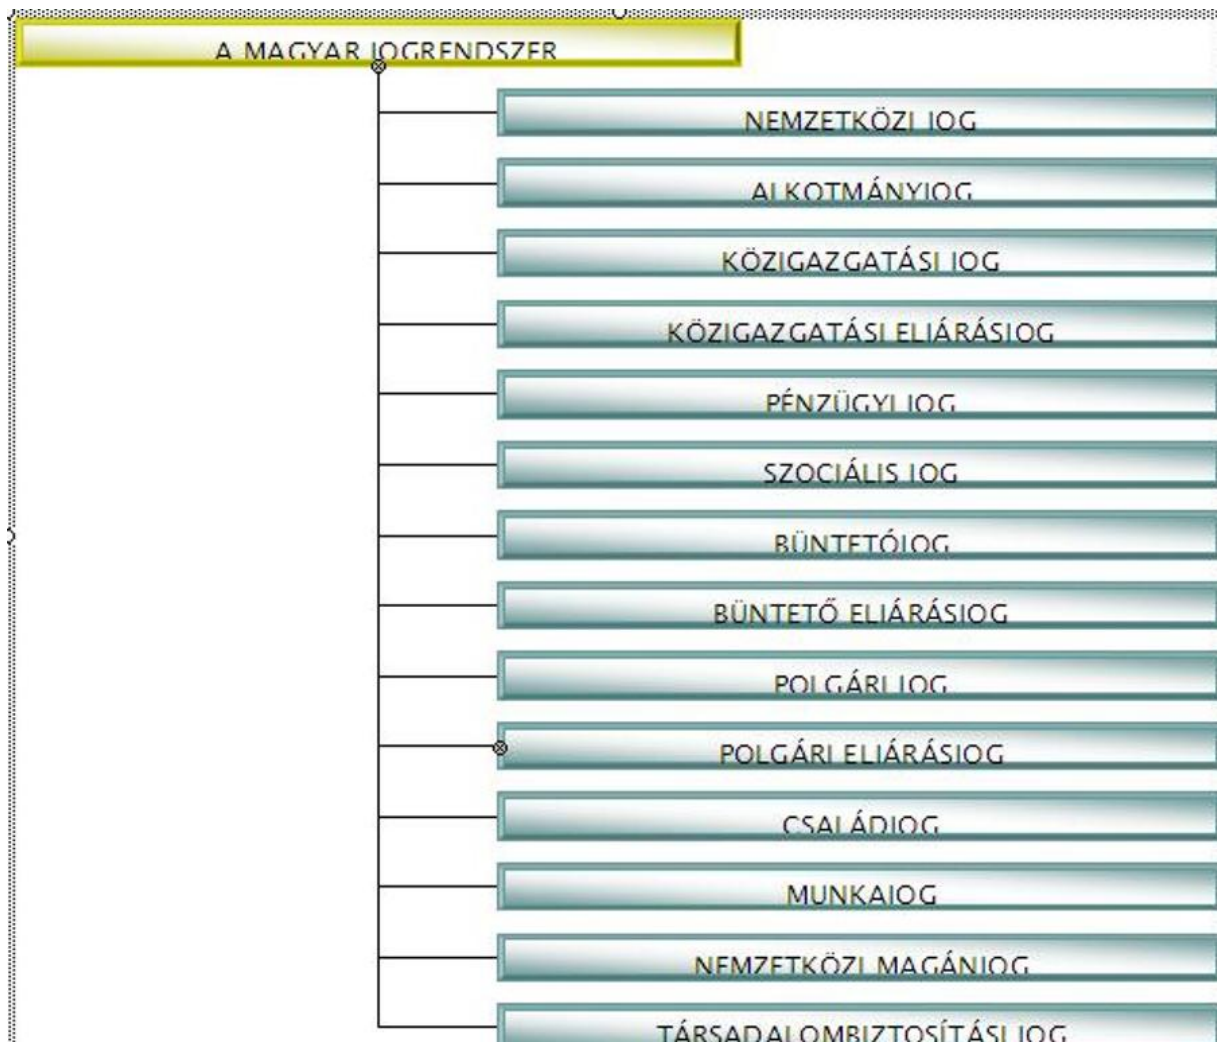 A MAGYAR JOGRENDSZER
NEMZETKÖZI JOG
ALKOTMÁNYJOG
KÖZIGAZGATÁSI JOG
KÖZIGAZGATÁSI ELJÁRÁSJOG
PÉNZÜGYI JOG
SZOCIÁLIS JOG
BÜNTETŐJOG
BÜNTETŐ ELJÁRÁSJOG
POLGÁRI JOG
POLGÁRI ELJÁRÁSJOG
CSALÁDJOG
MUNKAJOG
NEMZETKÖZI MAGÁNJOG
TÁRSADALOMBIZTOSÍTÁSI JOG